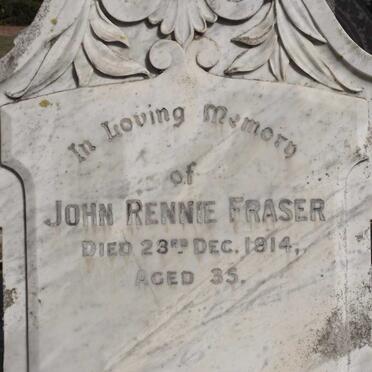 In Loving Memory
of
JOHN RENNIE FRASER
DIED 23RD DEC. 1914,
AGED 35.